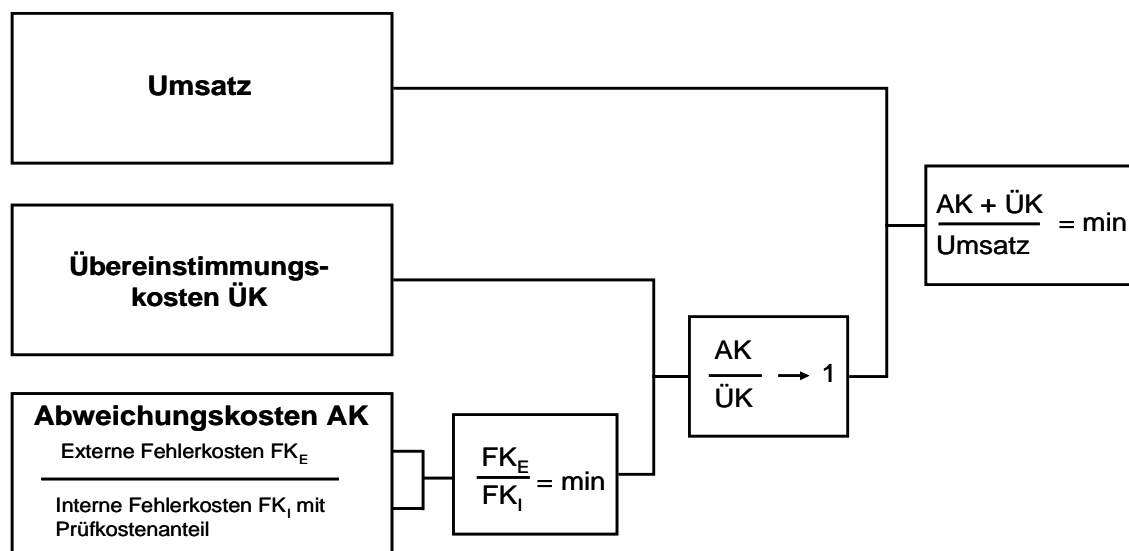 Umsatz
Übereinstimmungs-
kosten ÜK
Abweichungskosten AK
Externe Fehlerkosten FK_E
Interne Fehlerkosten FK_I mit
Prüfkostenanteil
FK_E
FK_I
= min
AK
ÜK
→ 1
AK + ÜK
Umsatz
= min